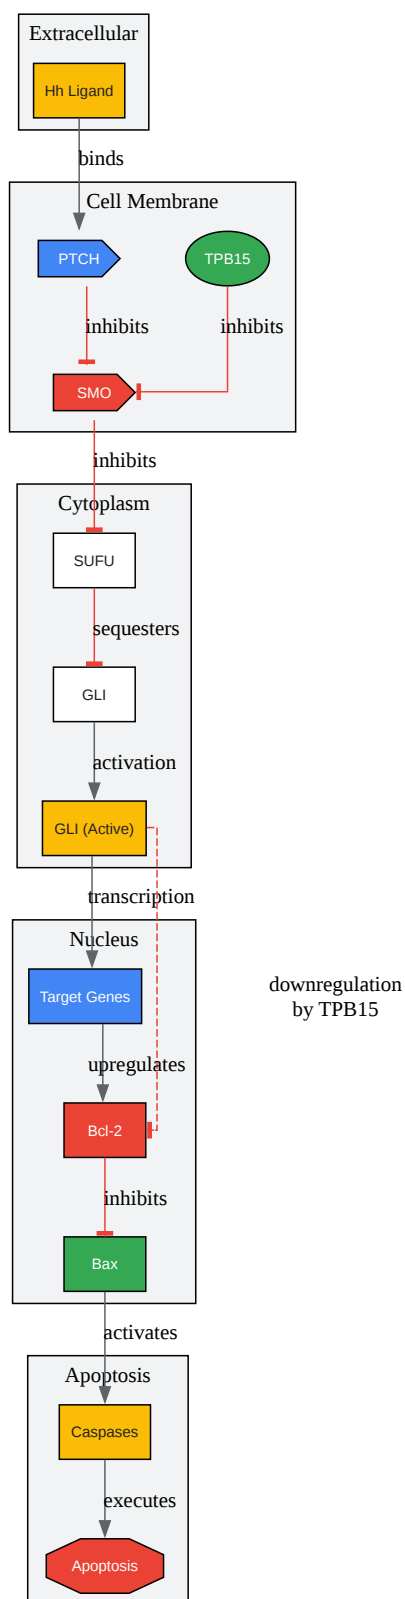 Extracellular
Hh Ligand
binds
Cell Membrane
PTCH
TPB15
inhibits
inhibits
SMO
inhibits
Cytoplasm
SUFU
sequesters
GLI
activation
GLI (Active)
transcription
Nucleus
downregulation
by TPB15
Target Genes
upregulates
Bcl-2
inhibits
Bax
activates
Apoptosis
Caspases
executes
Apoptosis